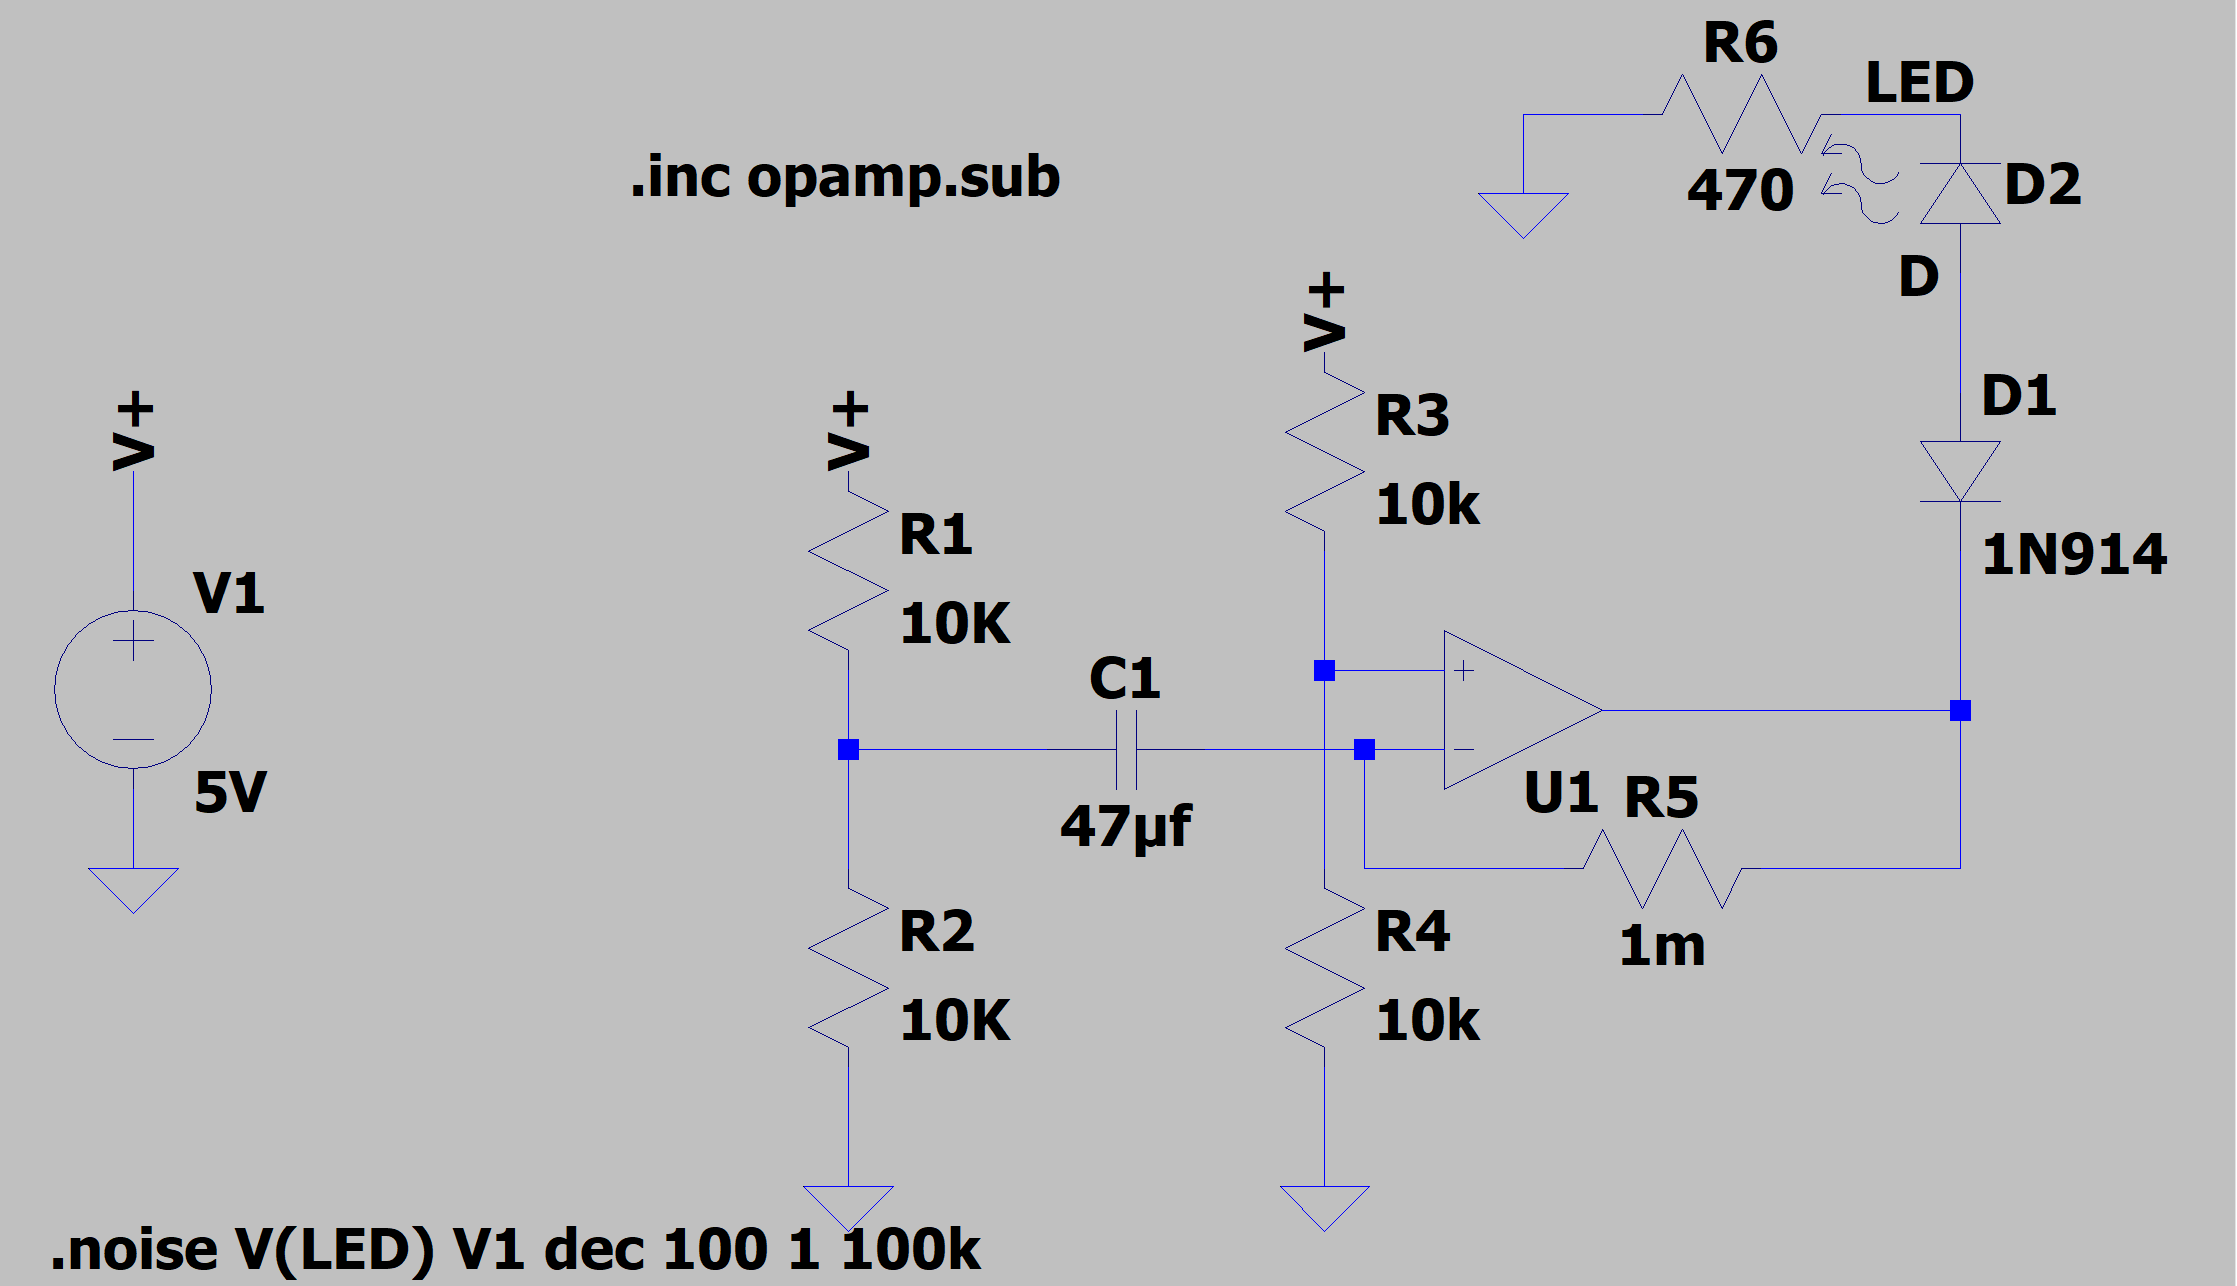 R6
LED
470
D2
D
.inc opamp.sub
V+
R3
10k
D1
1N914
V+
V+
R1
10K
V1
5V
C1
47µf
+
−
U1
R5
1m
R2
10K
R4
10k
.noise V(LED) V1 dec 100 1 100k